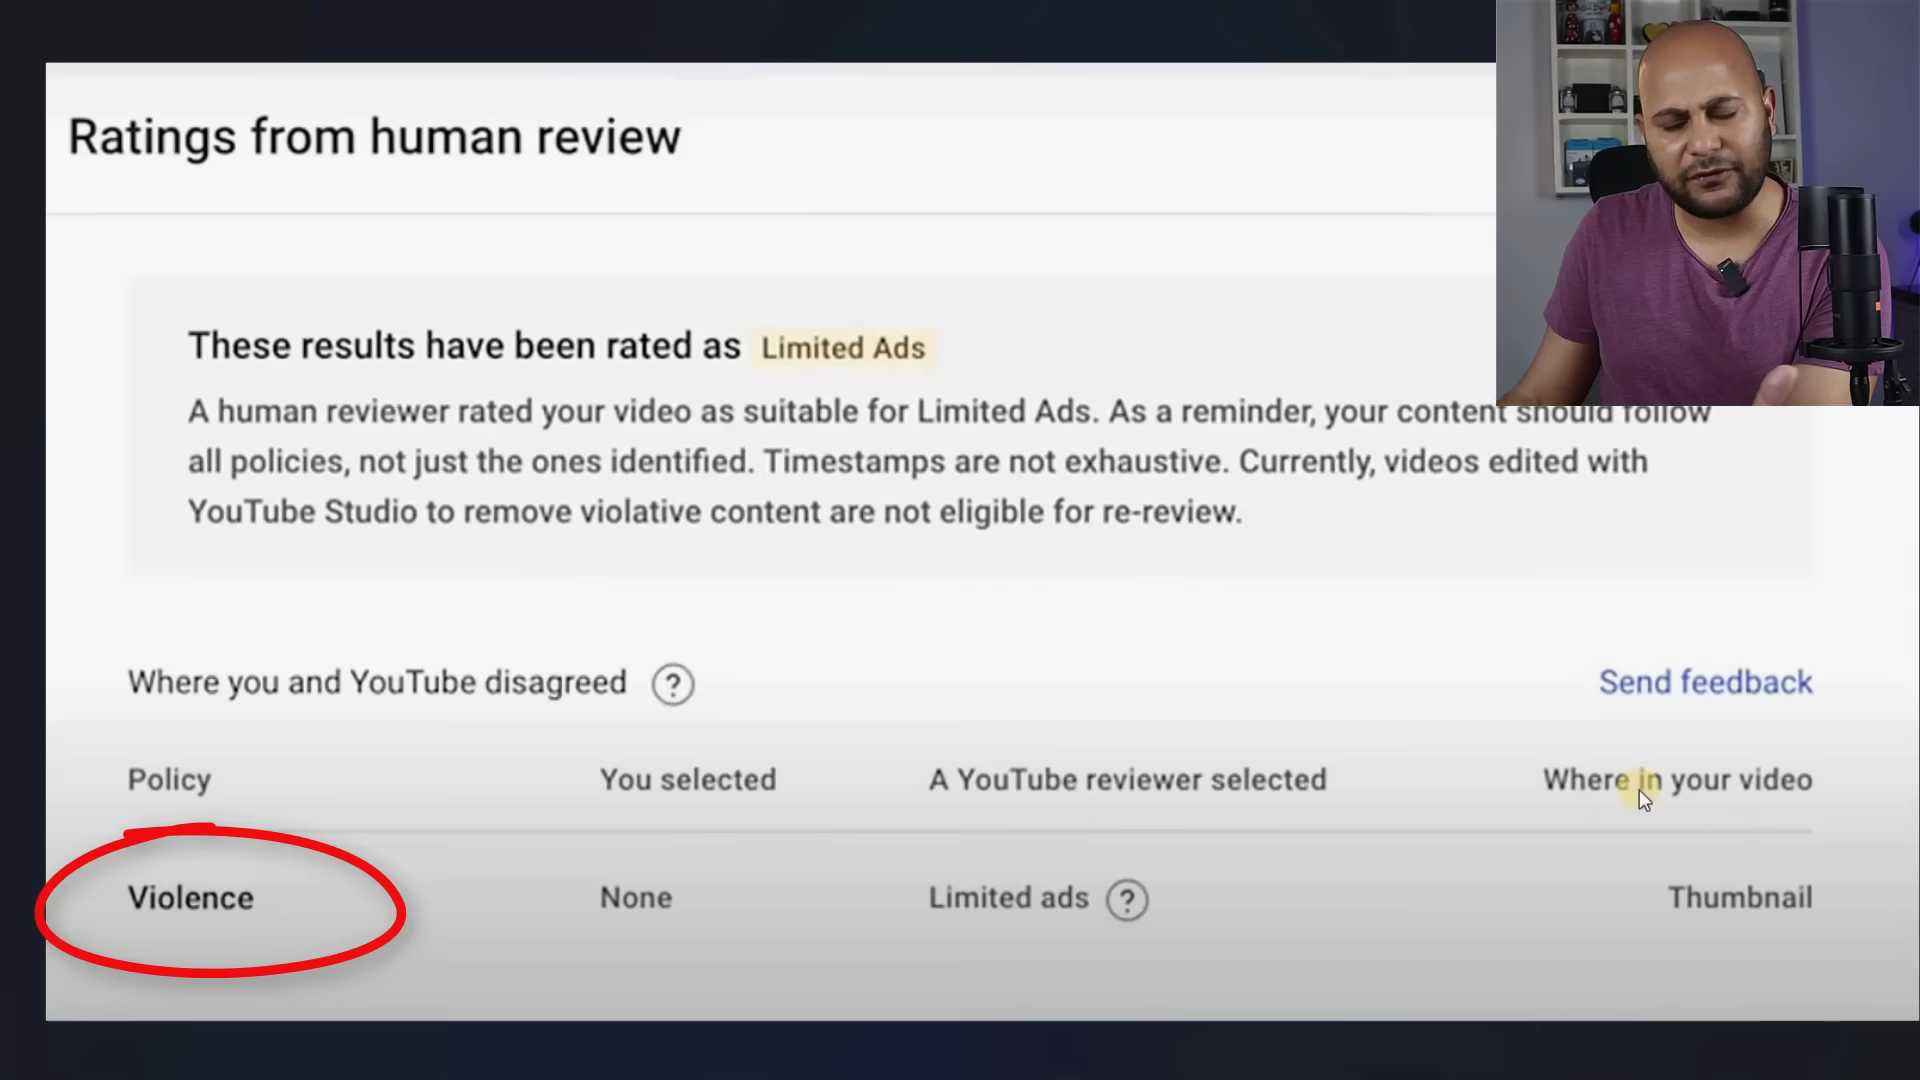 Ratings from human review
These results have been rated as Limited Ads
A human reviewer rated your video as suitable for Limited Ads. As a reminder, your content should follow
all policies, not just the ones identified. Timestamps are not exhaustive. Currently, videos edited with
YouTube Studio to remove violative content are not eligible for re-review.
Where you and YouTube disagreed ?
Send feedback
Policy You selected A YouTube reviewer selected Where in your video
Violence None Limited ads ? Thumbnail